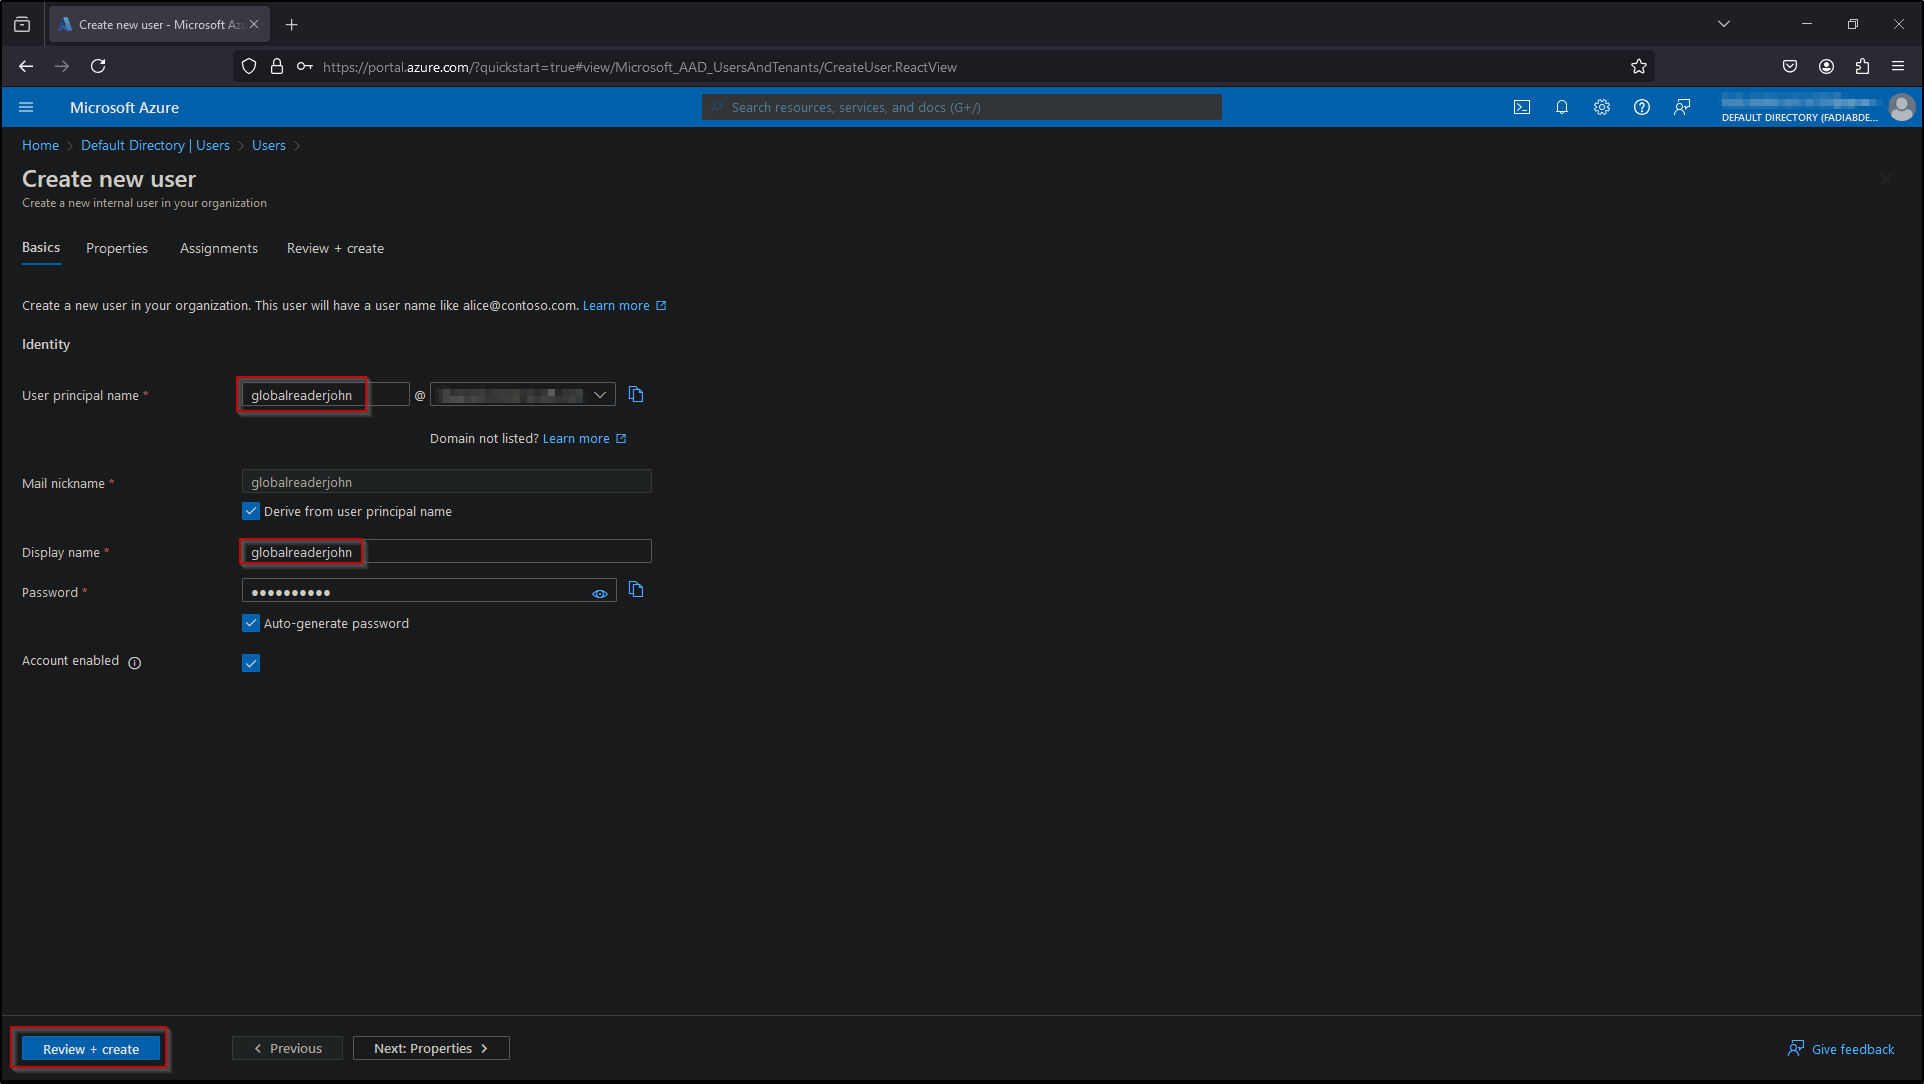 Create new user - Microsoft Az
https://portal.azure.com/?quickstart=true#view/Microsoft_AAD_UsersAndTenants/CreateUser.ReactView
Microsoft Azure
Search resources, services, and docs (G+/)
DEFAULT DIRECTORY (FADIABDE...
Home > Default Directory | Users > Users >
Create new user ...
Create a new internal user in your organization
Basics Properties Assignments Review + create
Create a new user in your organization. This user will have a user name like alice@contoso.com. Learn more
Identity
User principal name * globalreaderjohn @
Domain not listed? Learn more
Mail nickname * globalreaderjohn
Derive from user principal name
Display name * globalreaderjohn
Password * ●●●●●●●●●●
Auto-generate password
Account enabled
Review + create < Previous Next: Properties > Give feedback